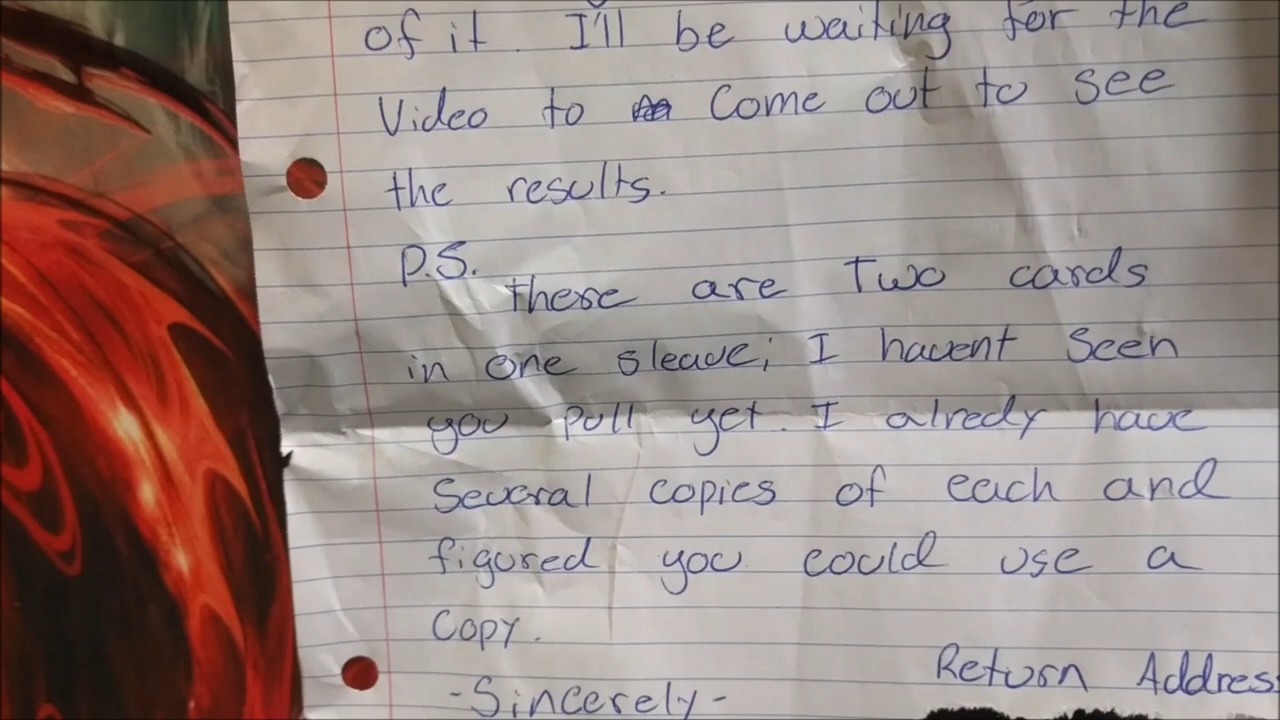 of it. I'll be waiting for the
Video to Come out to see
the results.
P.S.
there are Two cards
in one sleave; I havent Seen
you pull yet. I alredy have
Several copies of each and
figured you could use a
Copy.
Return Address
-Sincerely-